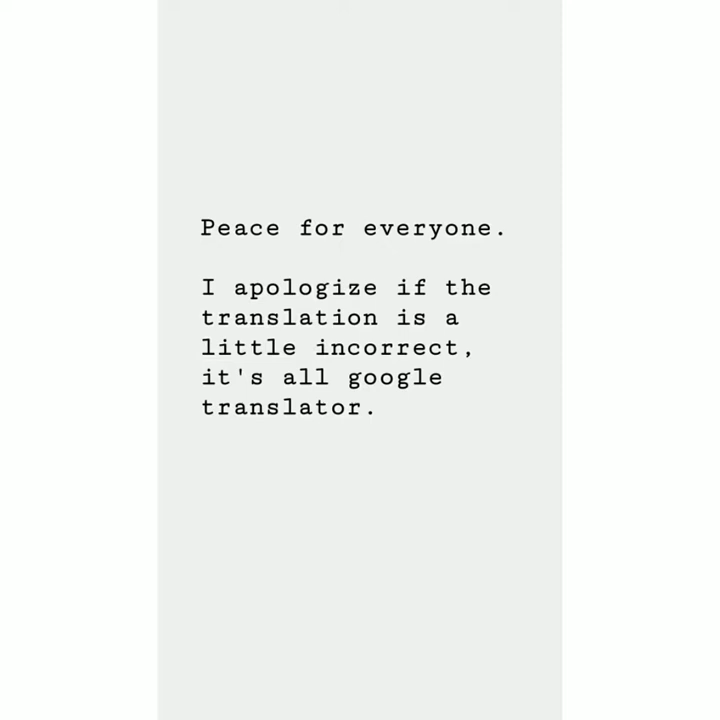 Peace for everyone.
I apologize if the
translation is a
little incorrect,
it's all google
translator.